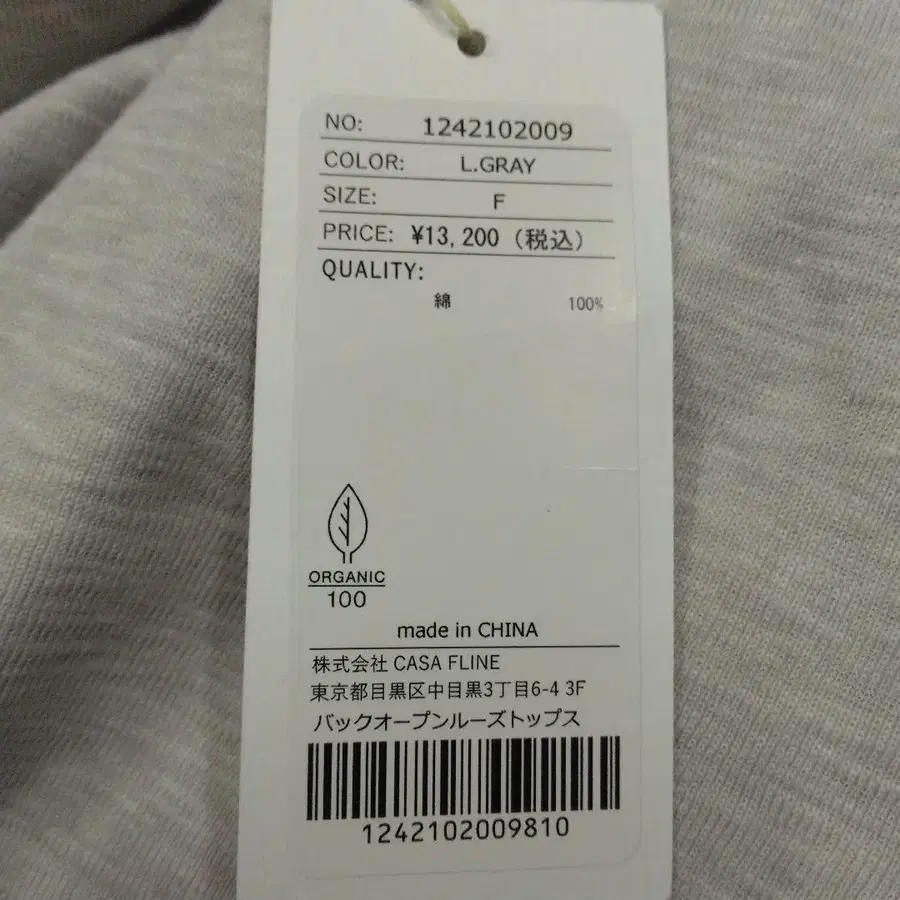 NO: 1242102009
COLOR: L.GRAY
SIZE: F
PRICE: ¥13,200 (税込)
QUALITY:
綿 100%
ORGANIC
100
made in CHINA
株式会社 CASA FLINE
東京都目黒区中目黒3丁目6-4 3F
バックオープンルーズトップス
1242102009810